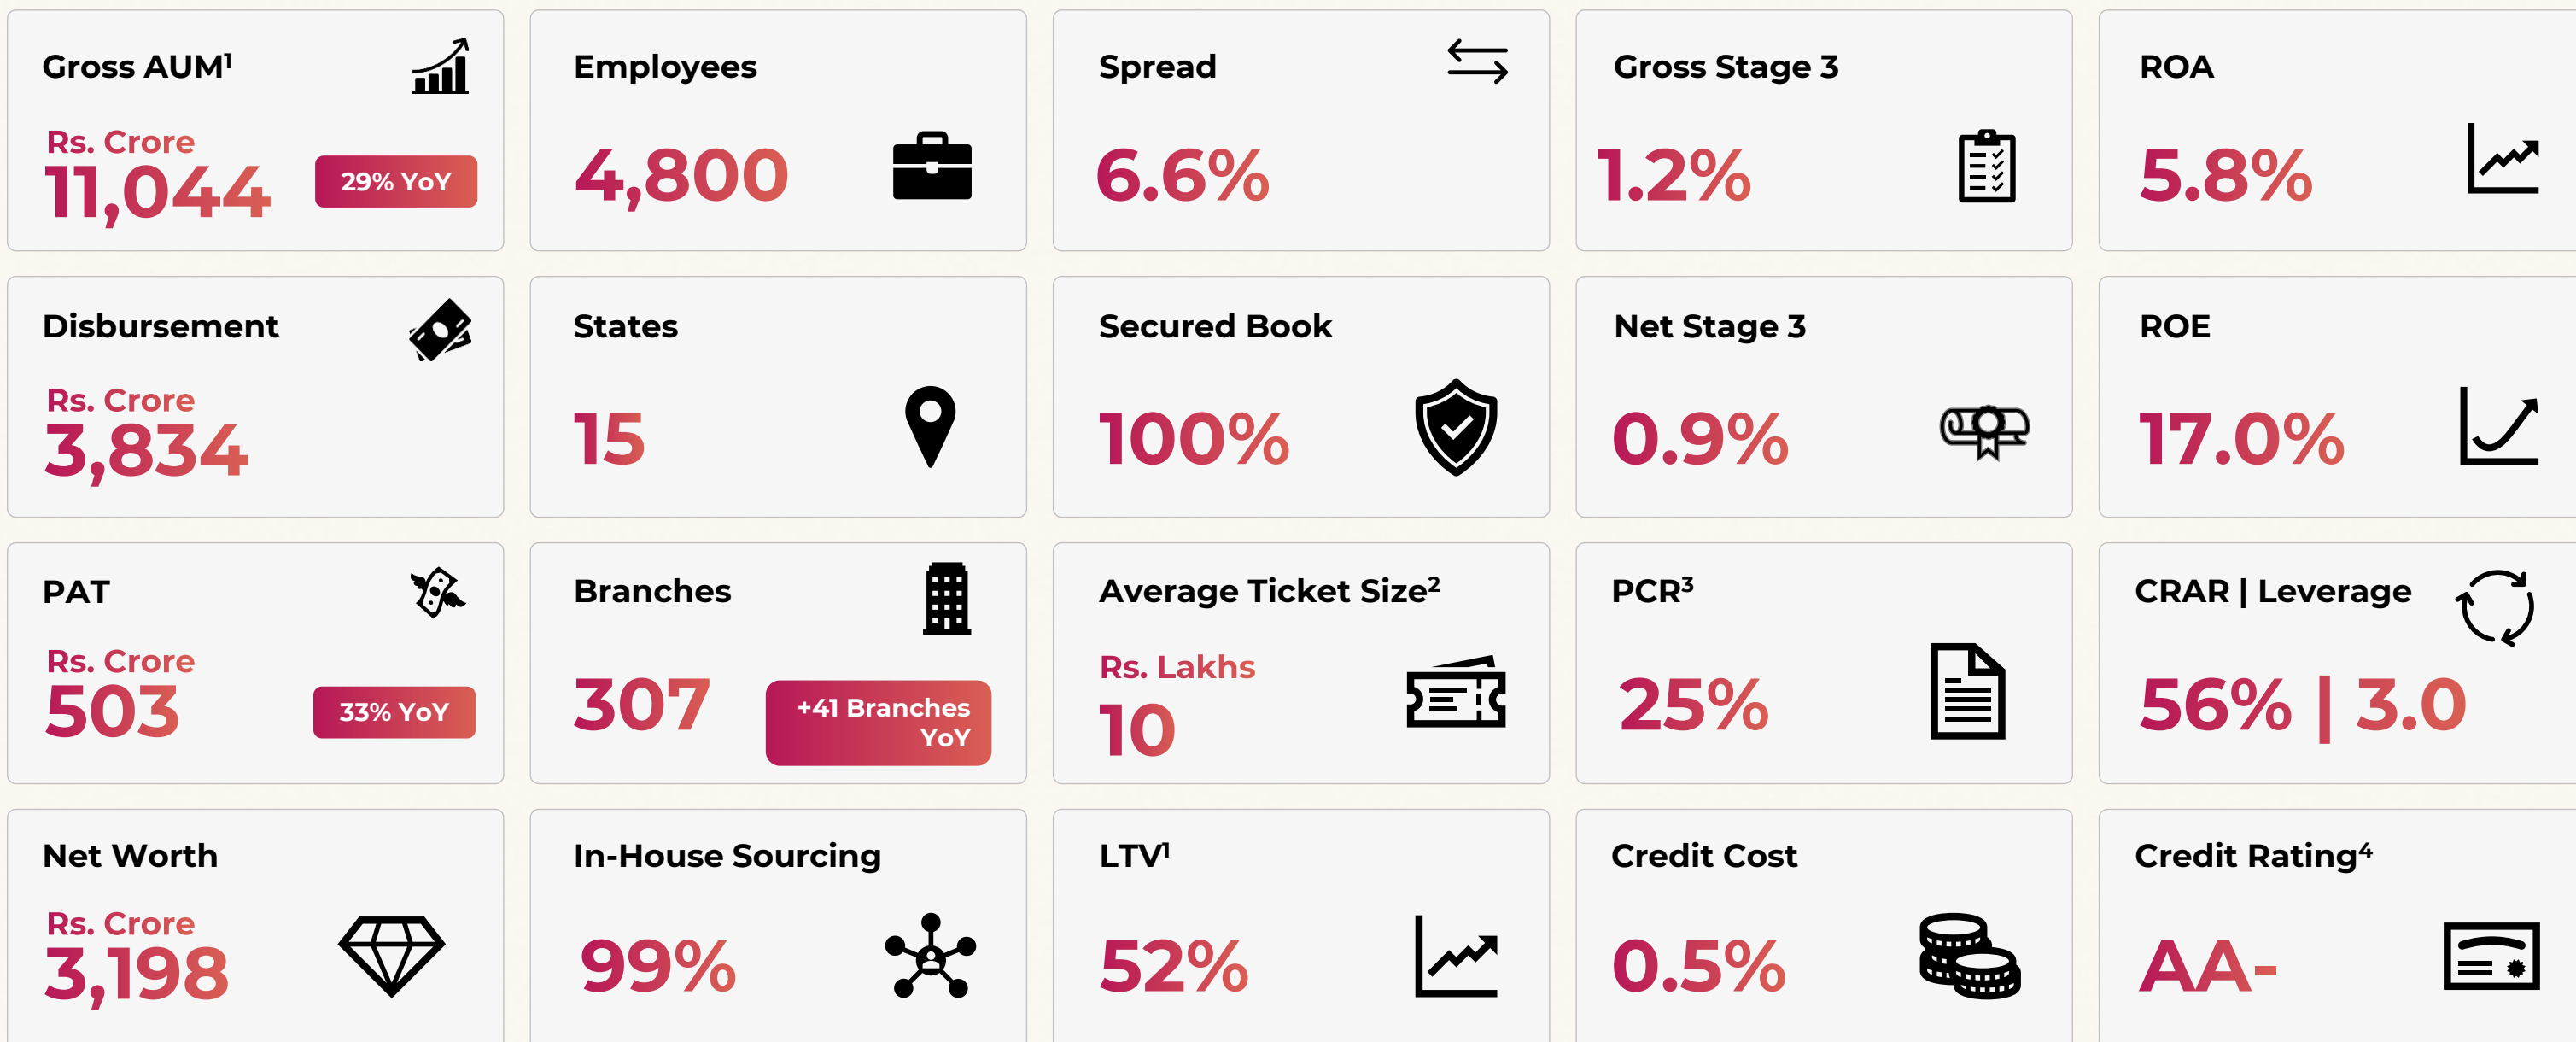 Gross AUM¹
Rs. Crore
11,044
29% YoY
Employees
4,800
Spread
6.6%
Gross Stage 3
1.2%
ROA
5.8%
Disbursement
Rs. Crore
3,834
States
15
Secured Book
100%
Net Stage 3
0.9%
ROE
17.0%
PAT
Rs. Crore
503
33% YoY
Branches
307
+41 Branches
YoY
Average Ticket Size²
Rs. Lakhs
10
PCR³
25%
CRAR | Leverage
56% | 3.0
Net Worth
Rs. Crore
3,198
In-House Sourcing
99%
LTV¹
52%
Credit Cost
0.5%
Credit Rating⁴
AA-